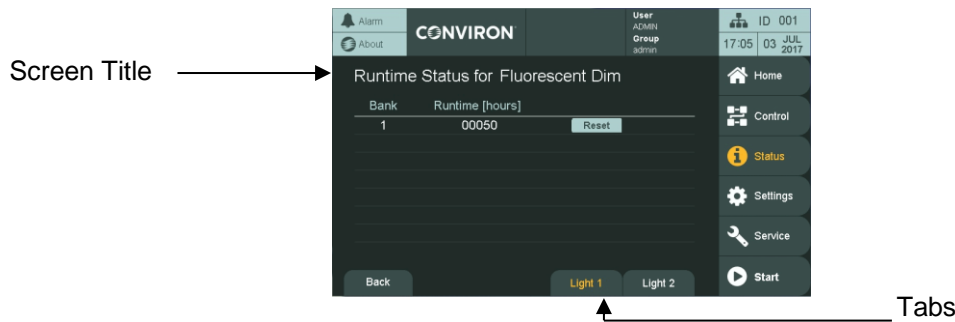 Alarm
About
CONVIRON
User
ADMIN
Group
admin
ID 001
17:05 03 JUL 2017
Screen Title
Runtime Status for Fluorescent Dim
Bank Runtime [hours]
1 00050 Reset
Home
Control
Status
Settings
Service
Start
Back Light 1 Light 2
Tabs